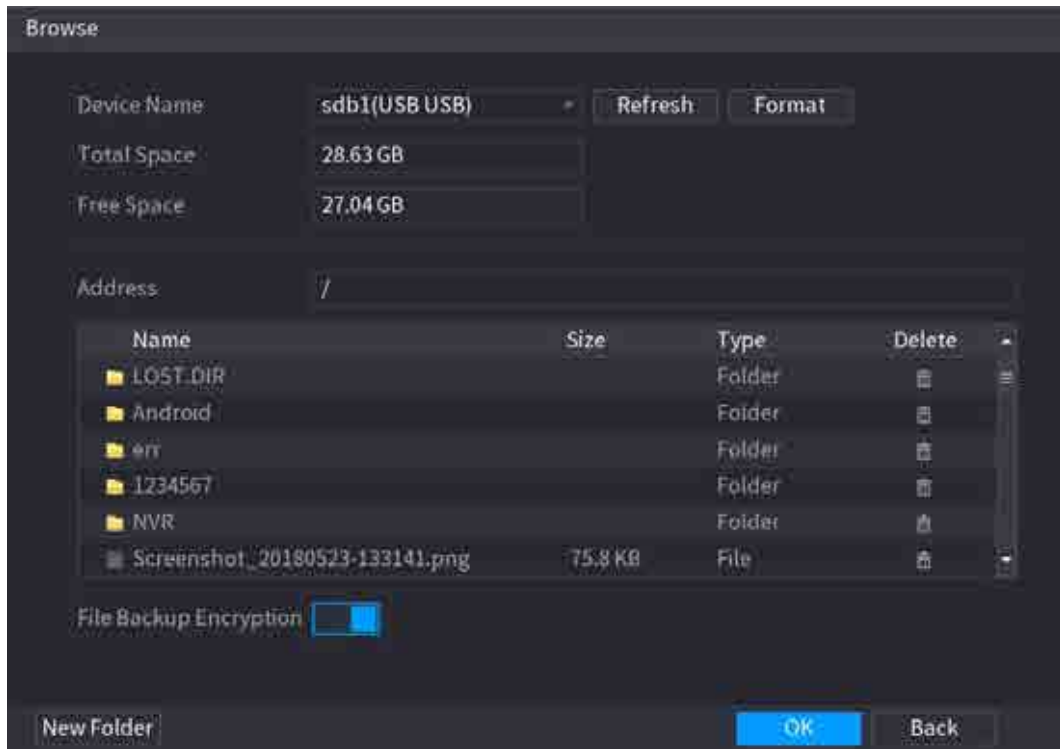 Browse
Device Name sdb1(USB USB) Refresh Format
Total Space 28.63 GB
Free Space 27.04 GB
Address /
Name Size Type Delete
LOST.DIR Folder
Android Folder
err Folder
1234567 Folder
NVR Folder
Screenshot_20180523-133141.png 75.8 KB File
File Backup Encryption
New Folder OK Back